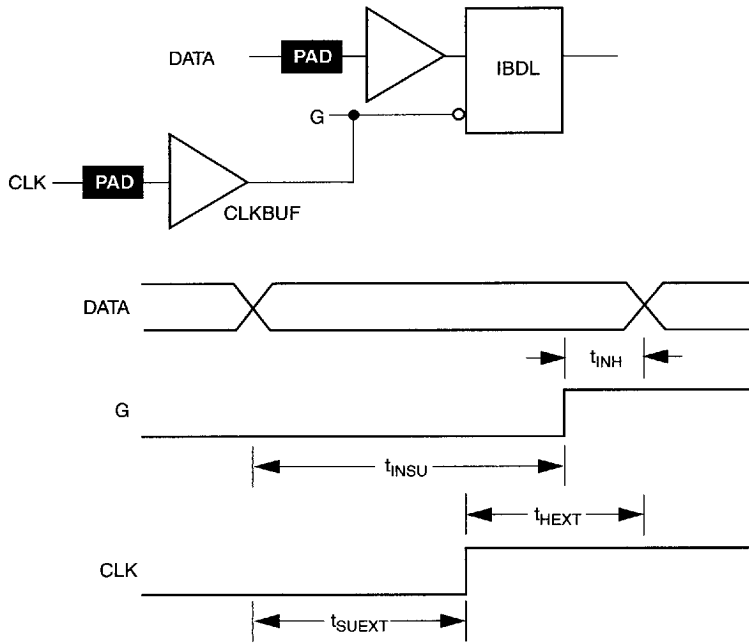 DATA
PAD
IBDL
G
CLK
PAD
CLKBUF
DATA
tINH
G
tINSU
tHEXT
CLK
tSUEXT